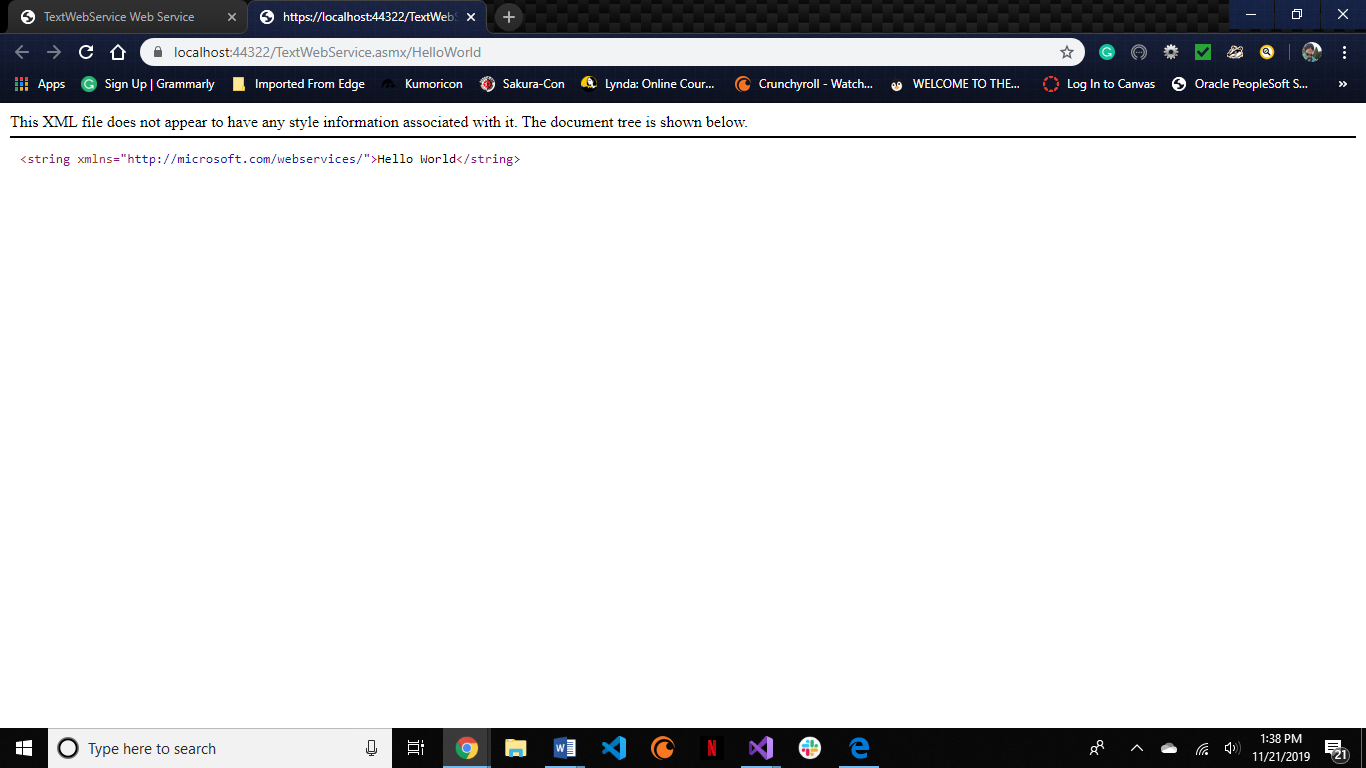 TextWebService Web Service
https://localhost:44322/TextWebS
localhost:44322/TextWebService.asmx/HelloWorld
Apps Sign Up | Grammarly Imported From Edge Kumoricon Sakura-Con Lynda: Online Cour... Crunchyroll - Watch... WELCOME TO THE... Log In to Canvas Oracle PeopleSoft S... »
This XML file does not appear to have any style information associated with it. The document tree is shown below.
<string xmlns="http://microsoft.com/webservices/">Hello World</string>
Type here to search
1:38 PM
11/21/2019
21